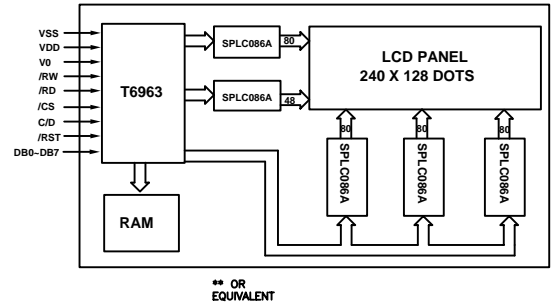 VSS
VDD
V0
/RW
/RD
/CS
C/D
/RST
DB0~DB7
T6963
RAM
SPLC086A
80
SPLC086A
48
LCD PANEL
240 X 128 DOTS
80
80
80
SPLC086A
SPLC086A
SPLC086A
** OR
EQUIVALENT